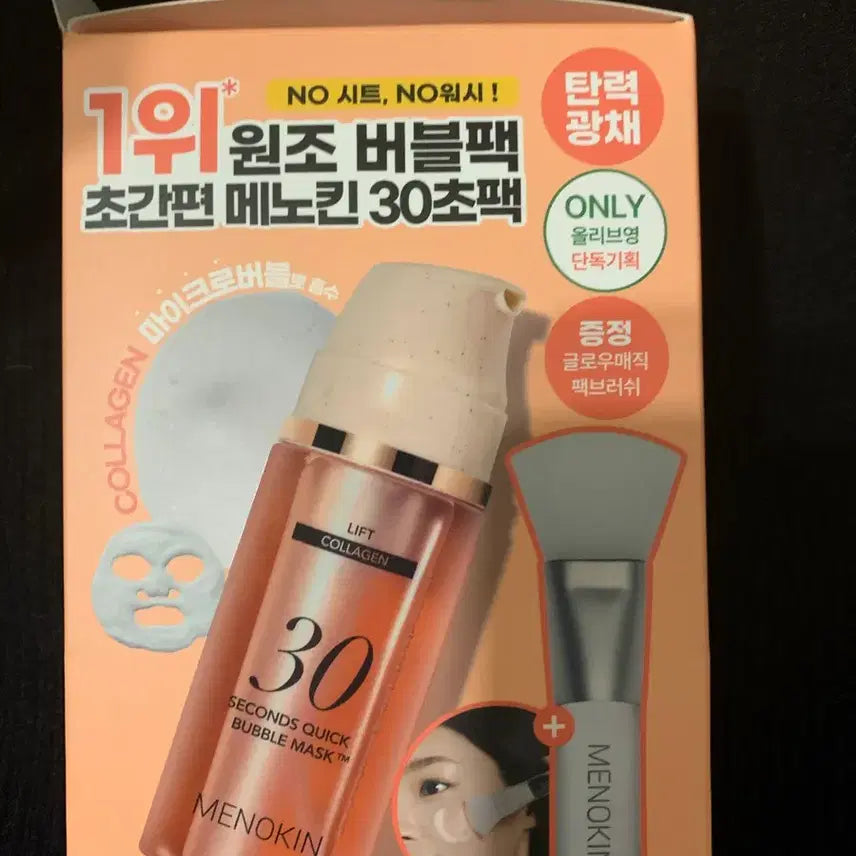 NO 시트, NO워시 !
1위* 원조 버블팩
초간편 메노킨 30초팩
탄력
광채
ONLY
올리브영
단독기획
증정
글로우매직
팩브러쉬
COLLAGEN 마이크로버블로 흡수
LIFT
COLLAGEN
30
SECONDS QUICK
BUBBLE MASK™
MENOKIN
+
MENOKIN